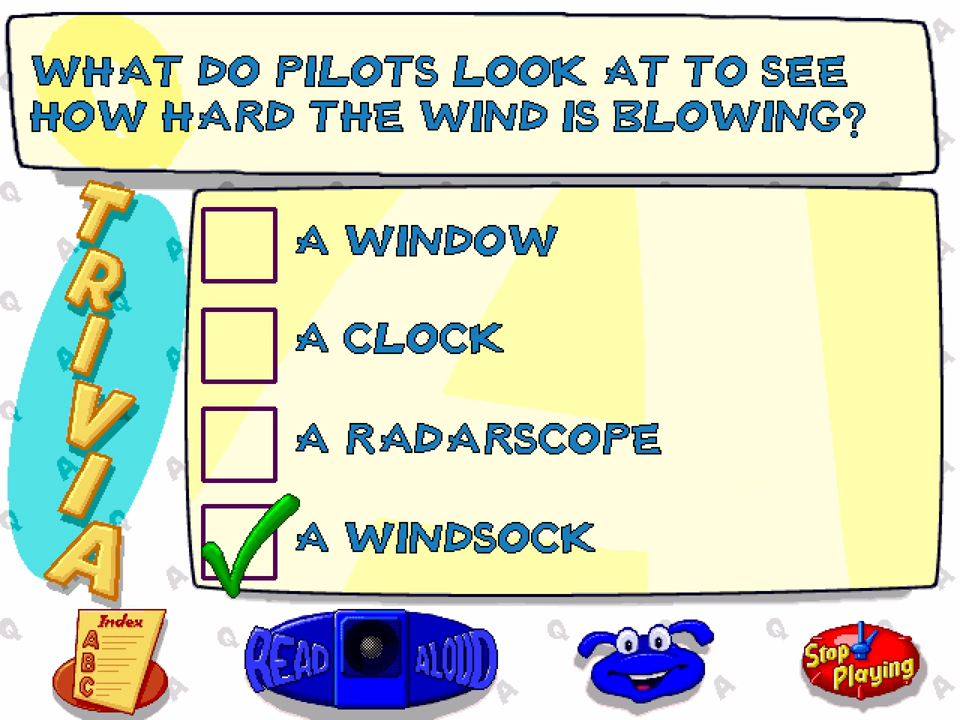 WHAT DO PILOTS LOOK AT TO SEE
HOW HARD THE WIND IS BLOWING?
TRIVIA
A WINDOW
A CLOCK
A RADARSCOPE
A WINDSOCK
Index
A
B
C
READ ALOUD
Stop
Playing